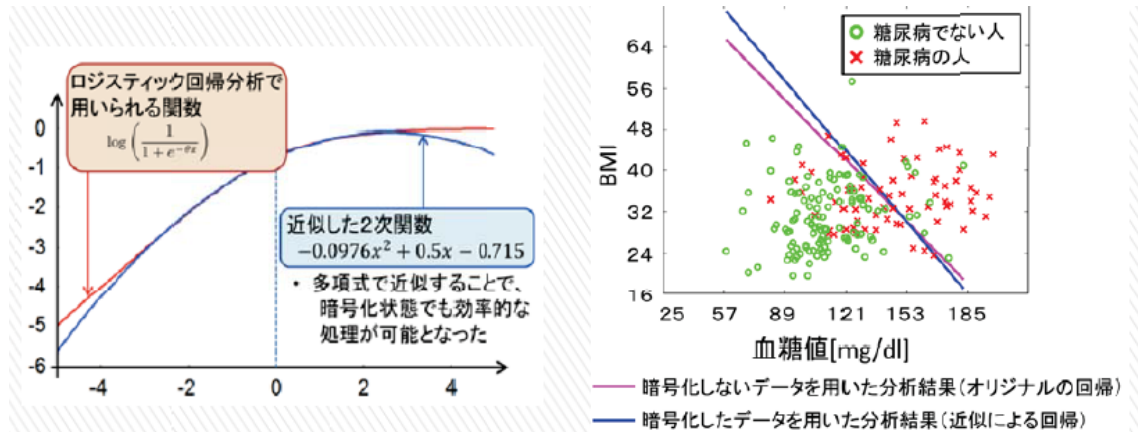 ロジスティック回帰分析で
用いられる関数
log(1/(1+e^{-θx}))
近似した2次関数
−0.0976x² + 0.5x − 0.715
• 多項式で近似することで、
暗号化状態でも効率的な
処理が可能となった
0
-1
-2
-3
-4
-5
-6
-4 -2 0 2 4
糖尿病でない人
糖尿病の人
BMI
64
56
48
40
32
24
16
25 57 89 121 153 185
血糖値[mg/dl]
暗号化しないデータを用いた分析結果(オリジナルの回帰)
暗号化したデータを用いた分析結果(近似による回帰)